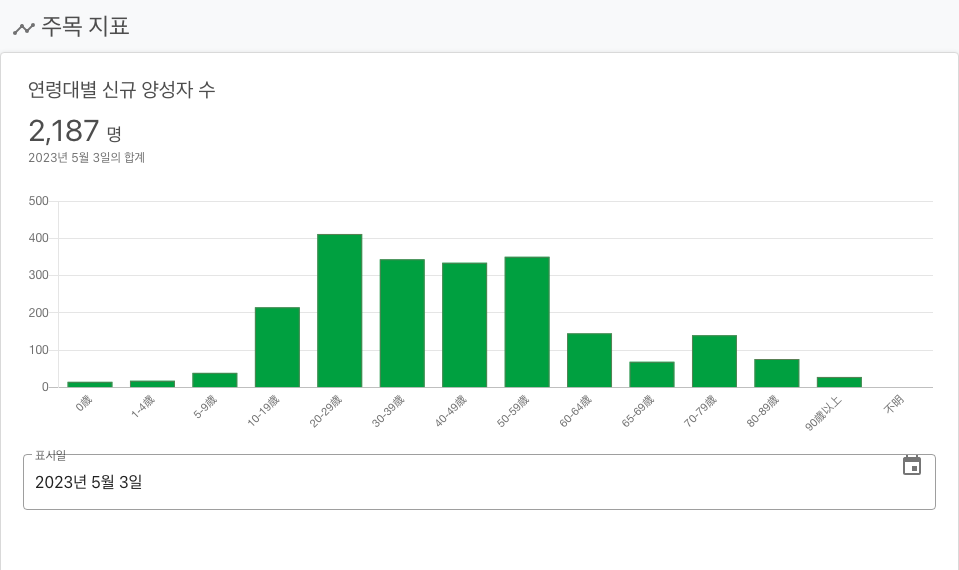 주목 지표
연령대별 신규 양성자 수
2,187 명
2023년 5월 3일의 합계
500
400
300
200
100
0
0歳
1-4歳
5-9歳
10-19歳
20-29歳
30-39歳
40-49歳
50-59歳
60-64歳
65-69歳
70-79歳
80-89歳
90歳以上
不明
표시일
2023년 5월 3일